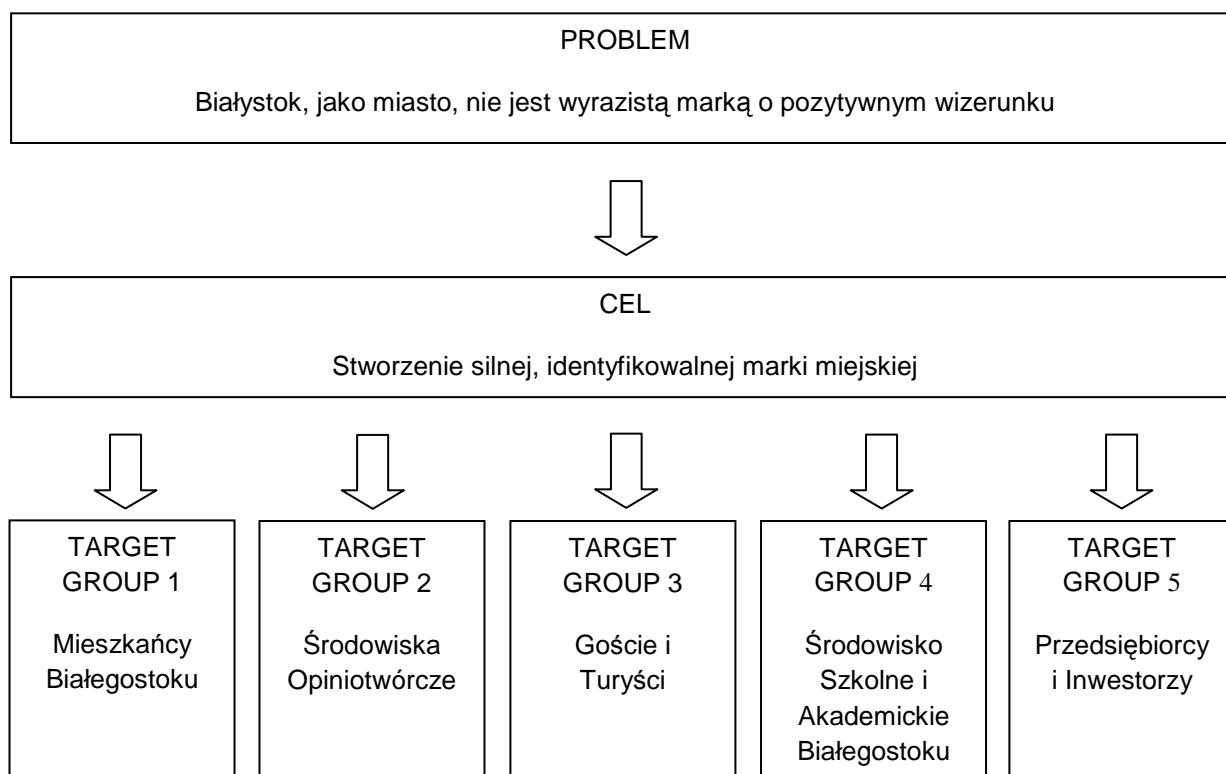 PROBLEM
Białystok, jako miasto, nie jest wyrazistą marką o pozytywnym wizerunku
CEL
Stworzenie silnej, identyfikowalnej marki miejskiej
TARGET
GROUP 1
Mieszkańcy
Białegostoku
TARGET
GROUP 2
Środowiska
Opiniotwórcze
TARGET
GROUP 3
Goście i
Turyści
TARGET
GROUP 4
Środowisko
Szkolne i
Akademickie
Białegostoku
TARGET
GROUP 5
Przedsiębiorcy
i Inwestorzy